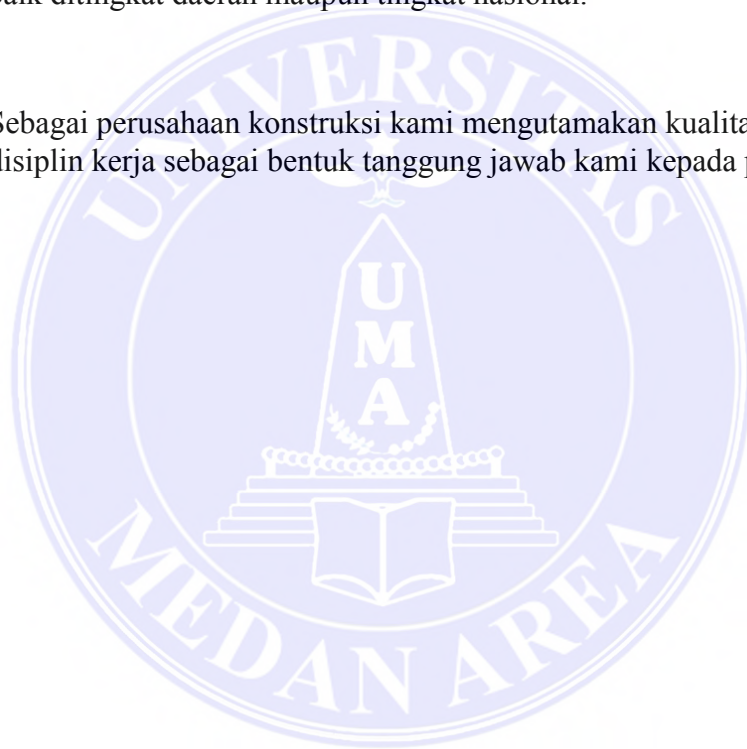 baik ditingkat daerah maupun tingkat nasional.
Sebagai perusahaan konstruksi kami mengutamakan kualita
disiplin kerja sebagai bentuk tanggung jawab kami kepada p
UNIVERSITAS
UMA
MEDAN AREA